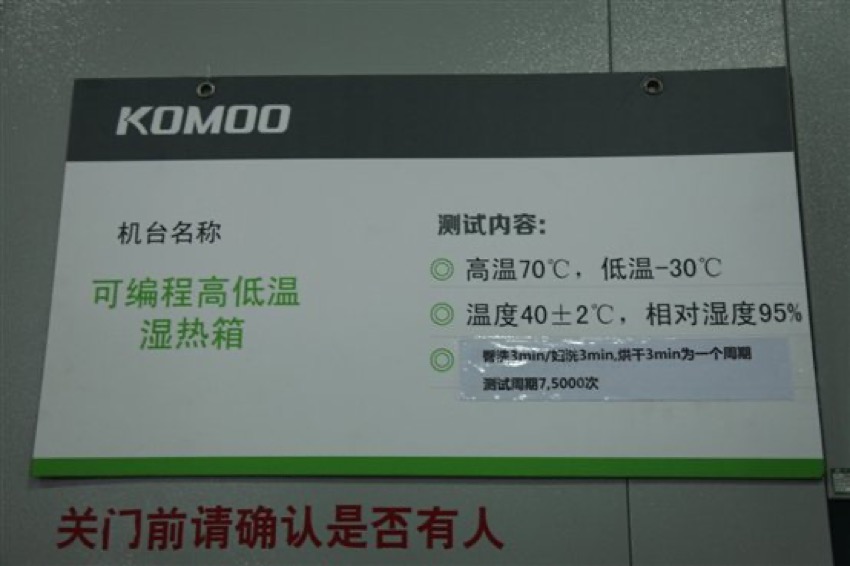 KOMOO
机台名称
可编程高低温
湿热箱
测试内容:
◎ 高温70℃，低温-30℃
◎ 温度40±2℃，相对湿度95%
◎ 臀洗3min/妇洗3min,烘干3min为一个周期
测试周期7,5000次
关门前请确认是否有人